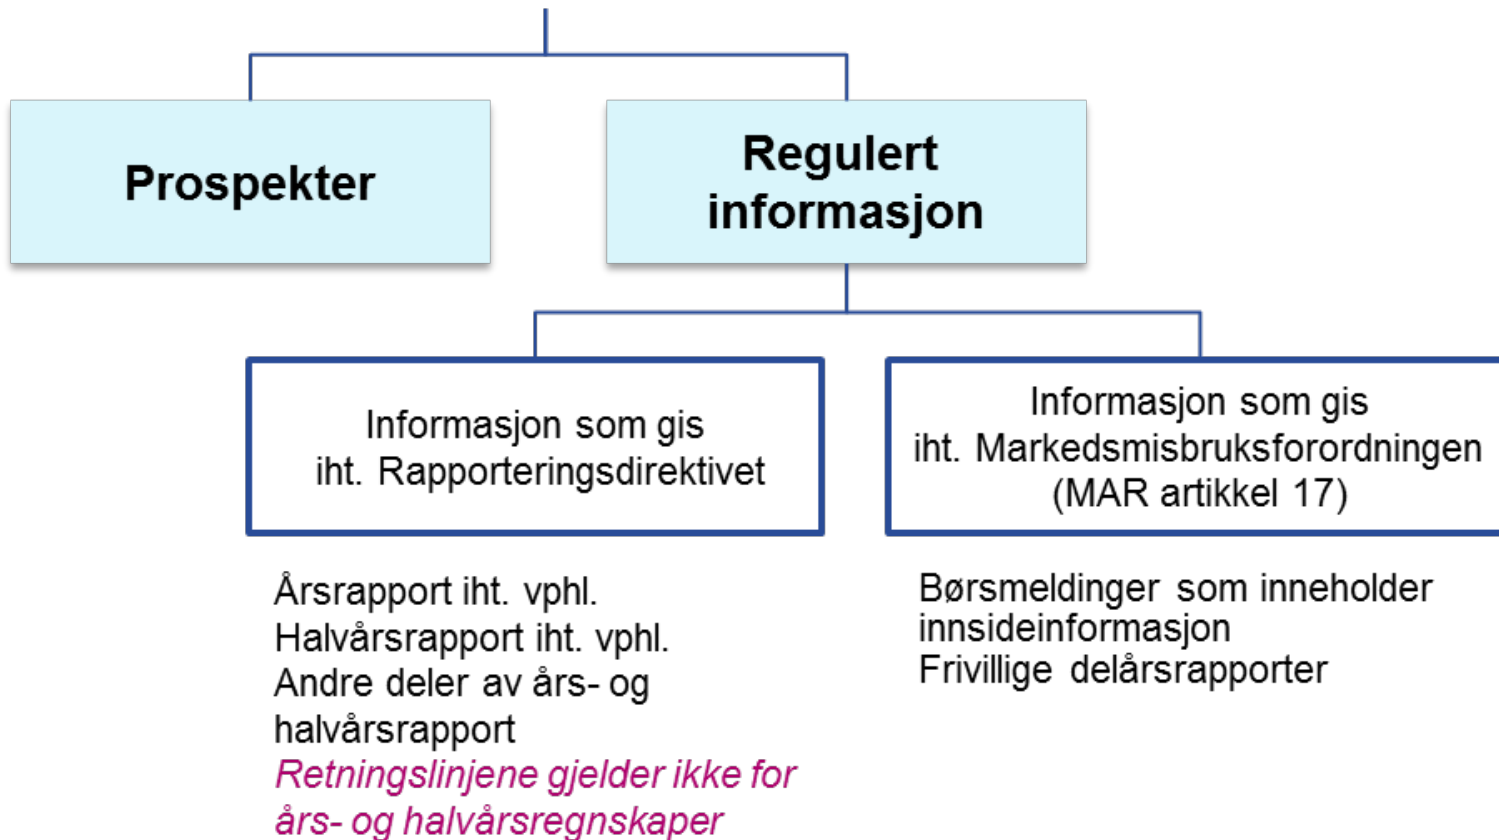 Prospekter
Regulert
informasjon
Informasjon som gis
iht. Rapporteringsdirektivet
Informasjon som gis
iht. Markedsmisbruksforordningen
(MAR artikkel 17)
Årsrapport iht. vphl.
Halvårsrapport iht. vphl.
Andre deler av års- og
halvårsrapport
Retningslinjene gjelder ikke for
års- og halvårsregnskaper
Børsmeldinger som inneholder
innsideinformasjon
Frivillige delårsrapporter